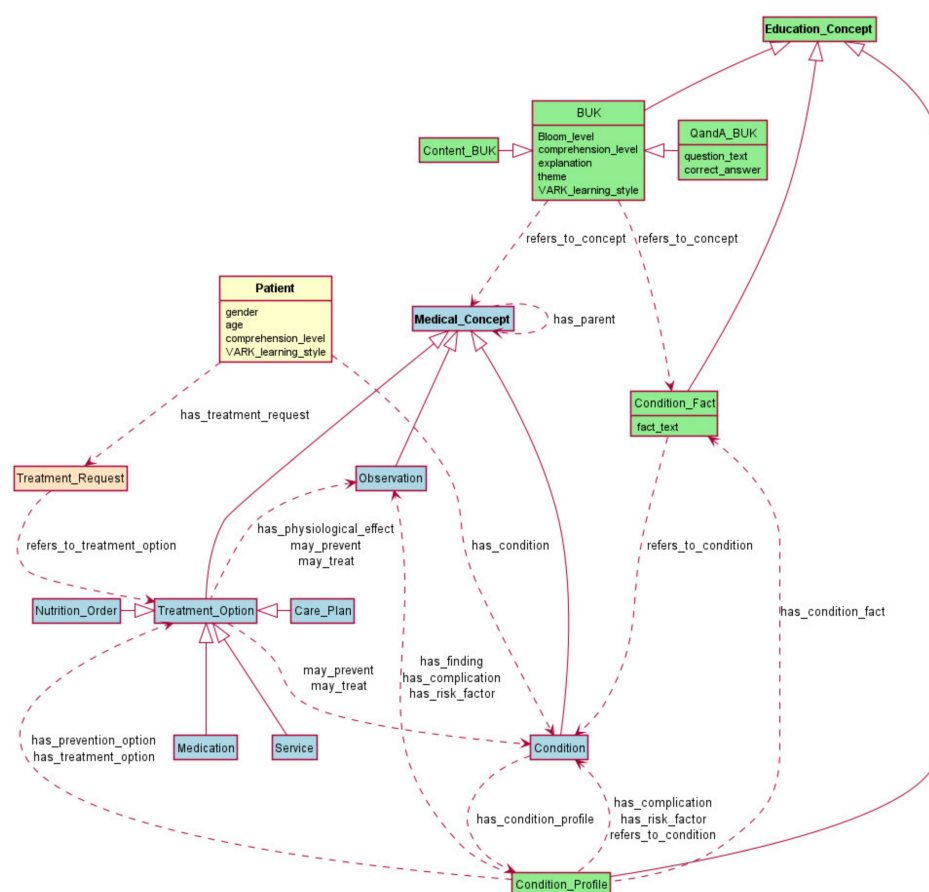 Education_Concept
BUK
Bloom_level
comprehension_level
explanation
theme
VARK_learning_style
Content_BUK
QandA_BUK
question_text
correct_answer
refers_to_concept
refers_to_concept
Patient
gender
age
comprehension_level
VARK_learning_style
Medical_Concept
has_parent
Condition_Fact
fact_text
has_treatment_request
Treatment_Request
Observation
has_physiological_effect
may_prevent
may_treat
has_condition
refers_to_condition
refers_to_treatment_option
Nutrition_Order
Treatment_Option
Care_Plan
has_condition_fact
may_prevent
may_treat
has_finding
has_complication
has_risk_factor
has_prevention_option
has_treatment_option
Medication
Service
Condition
has_condition_profile
has_complication
has_risk_factor
refers_to_condition
Condition_Profile